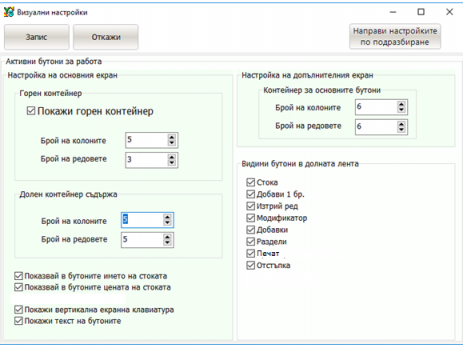 Визуални настройки
Запис
Откажи
Направи настройките
по подразбиране
Активни бутони за работа
Настройка на основния екран
Горен контейнер
Покажи горен контейнер
Брой на колоните
5
Брой на редовете
3
Долен контейнер съдържа
Брой на колоните
5
Брой на редовете
5
Показвай в бутоните името на стоката
Показвай в бутоните цената на стоката
Покажи вертикална екранна клавиатура
Покажи текст на бутоните
Настройка на допълнителния екран
Контейнер за основните бутони
Брой на колоните
6
Брой на редовете
6
Видими бутони в долната лента
Стока
Добави 1 бр.
Изтрий ред
Модификатор
Добавки
Раздели
Печат
Отстъпка